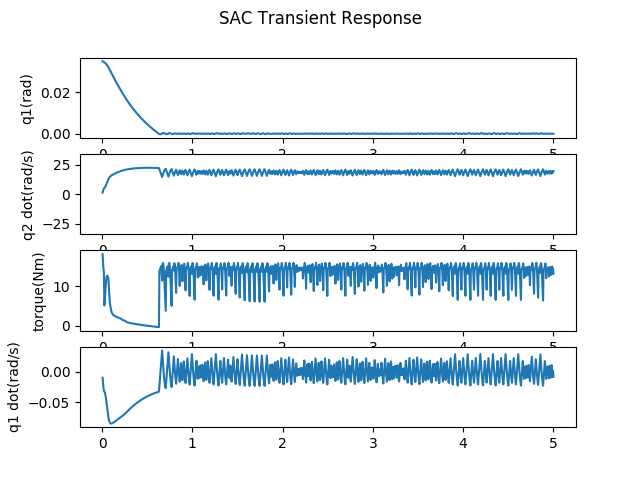 SAC Transient Response
q1(rad)
0.02
0.00
0 1 2 3 4 5
q2 dot(rad/s)
25
0
−25
0 1 2 3 4 5
torque(Nm)
10
0
0 1 2 3 4 5
q1 dot(rad/s)
0.00
−0.05
0 1 2 3 4 5